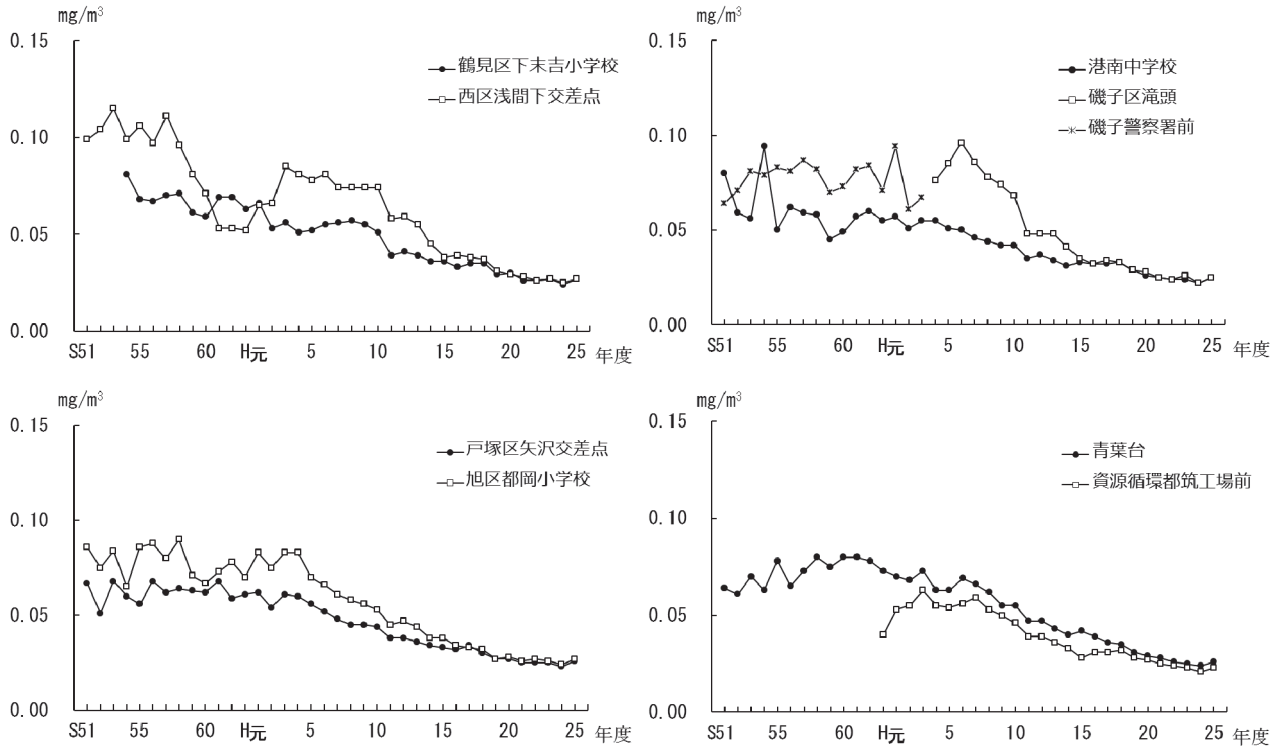 mg/m³
0.15
0.10
0.05
0.00
鶴見区下末吉小学校
西区浅間下交差点
S51 55 60 H元 5 10 15 20 25 年度
mg/m³
0.15
0.10
0.05
0.00
港南中学校
磯子区滝頭
磯子警察署前
S51 55 60 H元 5 10 15 20 25 年度
mg/m³
0.15
0.10
0.05
0.00
戸塚区矢沢交差点
旭区都岡小学校
S51 55 60 H元 5 10 15 20 25 年度
mg/m³
0.15
0.10
0.05
0.00
青葉台
資源循環都筑工場前
S51 55 60 H元 5 10 15 20 25 年度